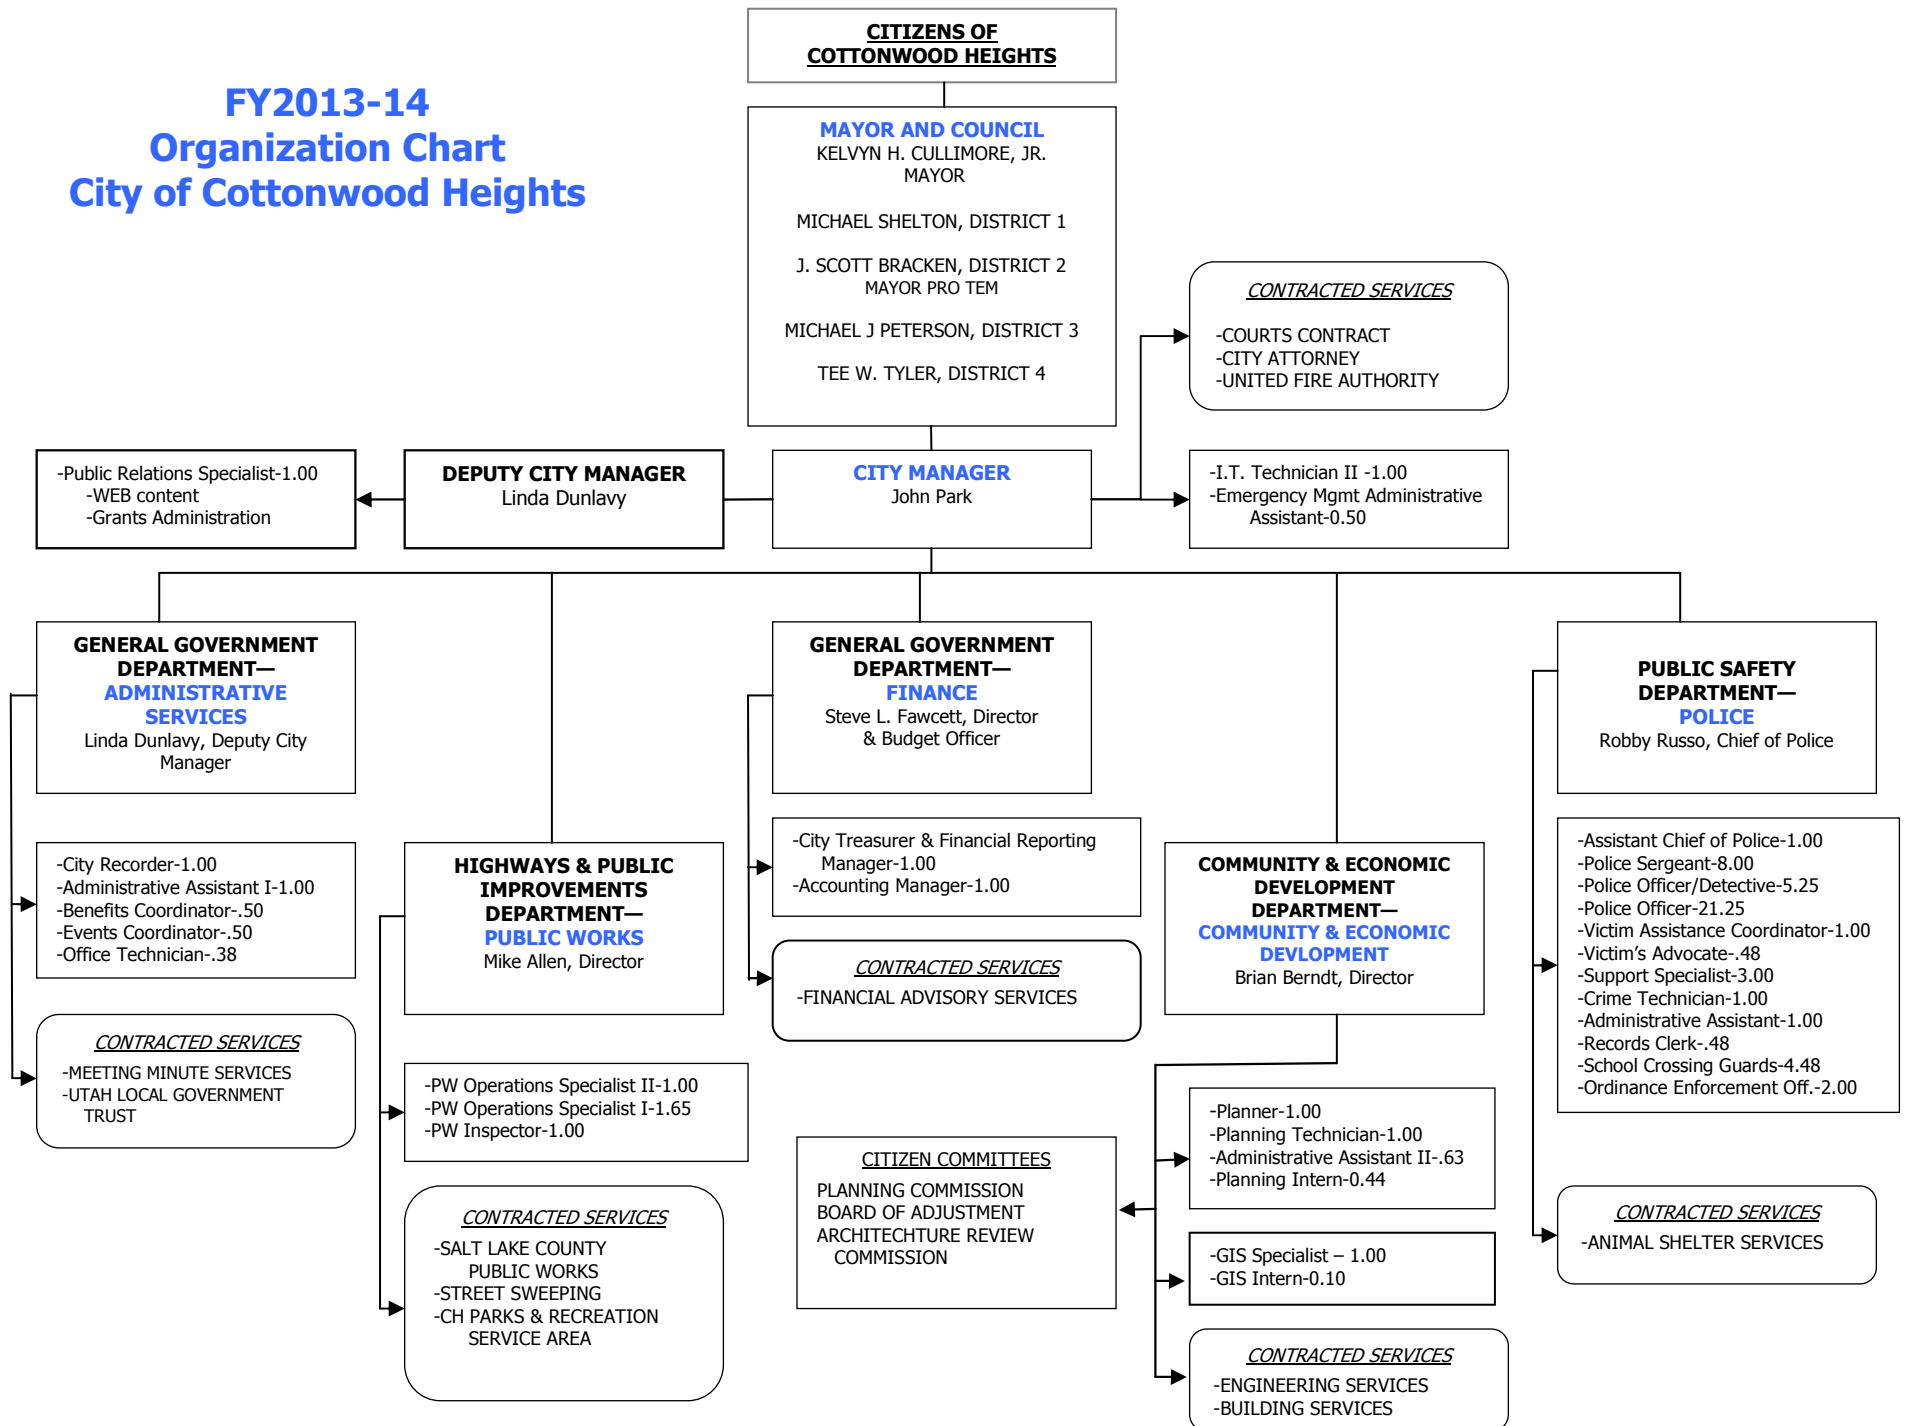 CITIZENS OF
COTTONWOOD HEIGHTS
FY2013-14
Organization Chart
City of Cottonwood Heights
MAYOR AND COUNCIL
KELVYN H. CULLIMORE, JR.
MAYOR
MICHAEL SHELTON, DISTRICT 1
J. SCOTT BRACKEN, DISTRICT 2
MAYOR PRO TEM
MICHAEL J PETERSON, DISTRICT 3
TEE W. TYLER, DISTRICT 4
CONTRACTED SERVICES
-COURTS CONTRACT
-CITY ATTORNEY
-UNITED FIRE AUTHORITY
-Public Relations Specialist-1.00
-WEB content
-Grants Administration
DEPUTY CITY MANAGER
Linda Dunlavy
CITY MANAGER
John Park
-I.T. Technician II -1.00
-Emergency Mgmt Administrative
Assistant-0.50
GENERAL GOVERNMENT
DEPARTMENT—
ADMINISTRATIVE
SERVICES
Linda Dunlavy, Deputy City
Manager
-City Recorder-1.00
-Administrative Assistant I-1.00
-Benefits Coordinator-.50
-Events Coordinator-.50
-Office Technician-.38
CONTRACTED SERVICES
-MEETING MINUTE SERVICES
-UTAH LOCAL GOVERNMENT
TRUST
HIGHWAYS & PUBLIC
IMPROVEMENTS
DEPARTMENT—
PUBLIC WORKS
Mike Allen, Director
-PW Operations Specialist II-1.00
-PW Operations Specialist I-1.65
-PW Inspector-1.00
CONTRACTED SERVICES
-SALT LAKE COUNTY
PUBLIC WORKS
-STREET SWEEPING
-CH PARKS & RECREATION
SERVICE AREA
GENERAL GOVERNMENT
DEPARTMENT—
FINANCE
Steve L. Fawcett, Director
& Budget Officer
-City Treasurer & Financial Reporting
Manager-1.00
-Accounting Manager-1.00
CONTRACTED SERVICES
-FINANCIAL ADVISORY SERVICES
COMMUNITY & ECONOMIC
DEVELOPMENT
DEPARTMENT—
COMMUNITY & ECONOMIC
DEVLOPMENT
Brian Berndt, Director
CITIZEN COMMITTEES
PLANNING COMMISSION
BOARD OF ADJUSTMENT
ARCHITECHTURE REVIEW
COMMISSION
-Planner-1.00
-Planning Technician-1.00
-Administrative Assistant II-.63
-Planning Intern-0.44
-GIS Specialist – 1.00
-GIS Intern-0.10
CONTRACTED SERVICES
-ENGINEERING SERVICES
-BUILDING SERVICES
PUBLIC SAFETY
DEPARTMENT—
POLICE
Robby Russo, Chief of Police
-Assistant Chief of Police-1.00
-Police Sergeant-8.00
-Police Officer/Detective-5.25
-Police Officer-21.25
-Victim Assistance Coordinator-1.00
-Victim’s Advocate-.48
-Support Specialist-3.00
-Crime Technician-1.00
-Administrative Assistant-1.00
-Records Clerk-.48
-School Crossing Guards-4.48
-Ordinance Enforcement Off.-2.00
CONTRACTED SERVICES
-ANIMAL SHELTER SERVICES